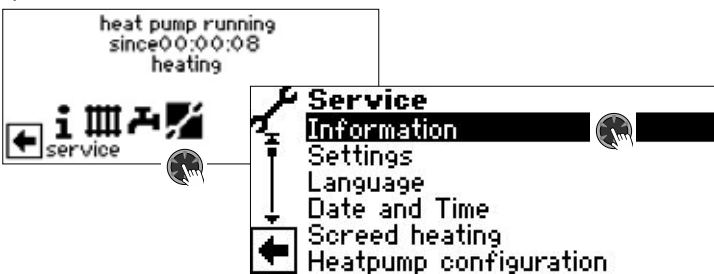 heat pump running
since00:00:08
heating
service
Service
Information
Settings
Language
Date and Time
Screed heating
Heatpump configuration